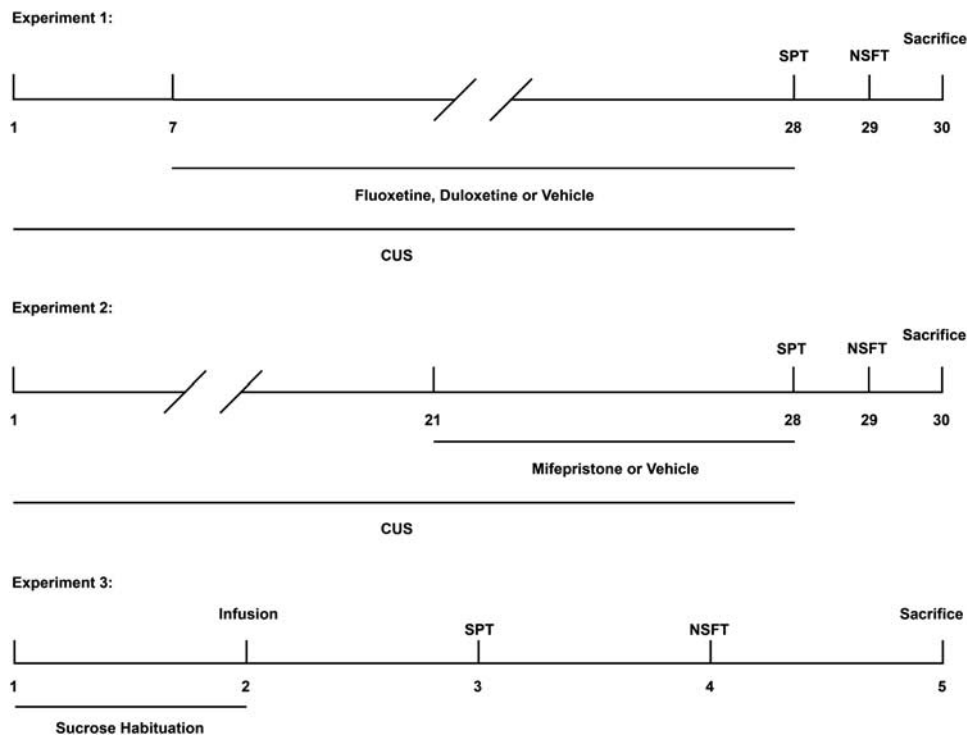 Experiment 1:
Sacrifice
SPT NSFT
1 7 28 29 30
Fluoxetine, Duloxetine or Vehicle
CUS
Experiment 2:
Sacrifice
SPT NSFT
1 21 28 29 30
Mifepristone or Vehicle
CUS
Experiment 3:
Infusion Sacrifice
SPT NSFT
1 2 3 4 5
Sucrose Habituation